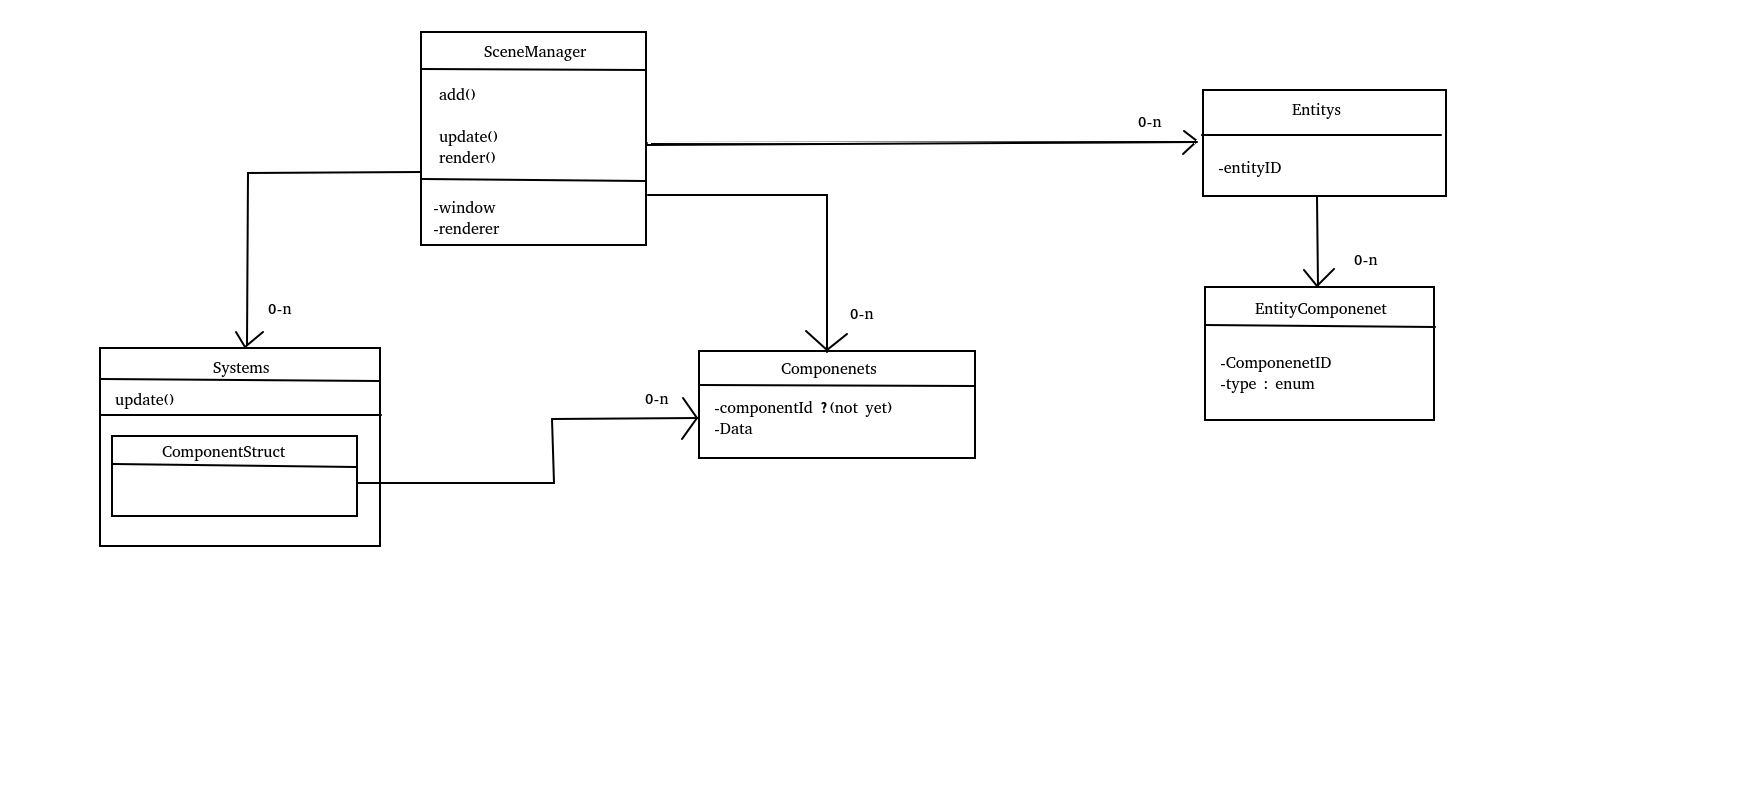 SceneManager
add()
update()
render()
-window
-renderer
0-n
Entitys
-entityID
0-n
EntityComponenet
-ComponenetID
-type : enum
0-n
Systems
update()
ComponentStruct
0-n
Componenets
-componentId ?(not yet)
-Data
0-n